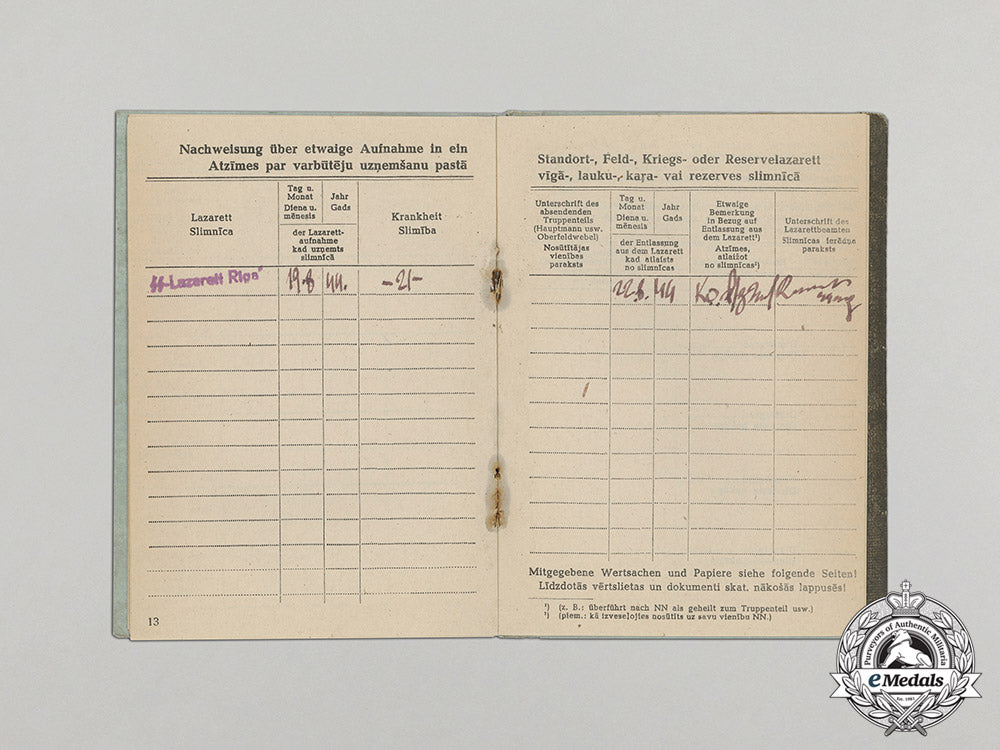 Nachweisung über etwaige Aufnahme in ein
Atzīmes par varbūtēju uzņemšanu pastā
Lazarett
Slimnīca
Tag u.
Monat
Diena u.
mēnesis
Jahr
Gads
der Lazarett-
aufnahme
kad uzņemts
slimnīcā
Krankheit
Slimība
SS-Lazarett Riga
19.8
44.
-21-
13
Standort-, Feld-, Kriegs- oder Reservelazarett
vīgā-, lauku-, kaŗa- vai rezerves slimnīcā
Unterschrift des
absendenden
Truppenteils
(Hauptmann usw.
Oberfeldwebel)
Nosūtītājas
vienības
paraksts
Tag u.
Monat
Diena u.
mēnesis
Jahr
Gads
der Entlassung
aus dem Lazarett
kad atlaists
no slimnīcas
Etwaige
Bemerkung
in Bezug auf
Entlassung aus
dem Lazarett¹)
Atzīmes,
atlaižot
no slimnīcas²)
Unterschrift des
Lazarettbeamten
Slimnīcas ierēdņa
paraksts
22.8.
44
Mitgegebene Wertsachen und Papiere siehe folgende Seiten!
Līdzdotās vērtslietas un dokumenti skat. nākošās lappusēs!
¹) (z. B.: überführt nach NN als geheilt zum Truppenteil usw.)
¹) (piem.: kā izveseļojies nosūtīts uz savu vienību NN.)
Purveyors of Authentic Militaria
eMedals
Est. 1985